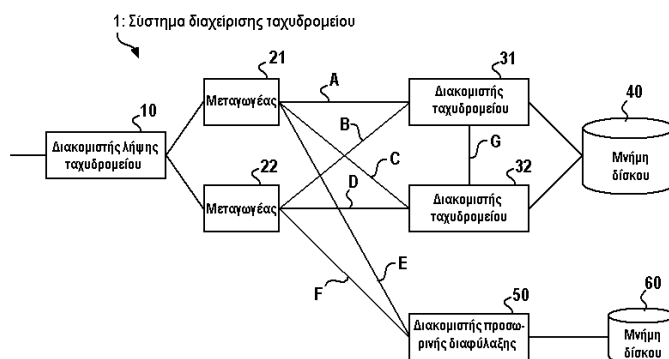 1: Σύστημα διαχείρισης ταχυδρομείου
21
31
A
Μεταγωγέας
Διακομιστής
ταχυδρομείου
40
10
B
Διακομιστής λήψης
ταχυδρομείου
C
G
Μνήμη
δίσκου
22
D
32
Μεταγωγέας
Διακομιστής
ταχυδρομείου
E
F
50
60
Διακομιστής προσω-
ρινής διαφύλαξης
Μνήμη
δίσκου